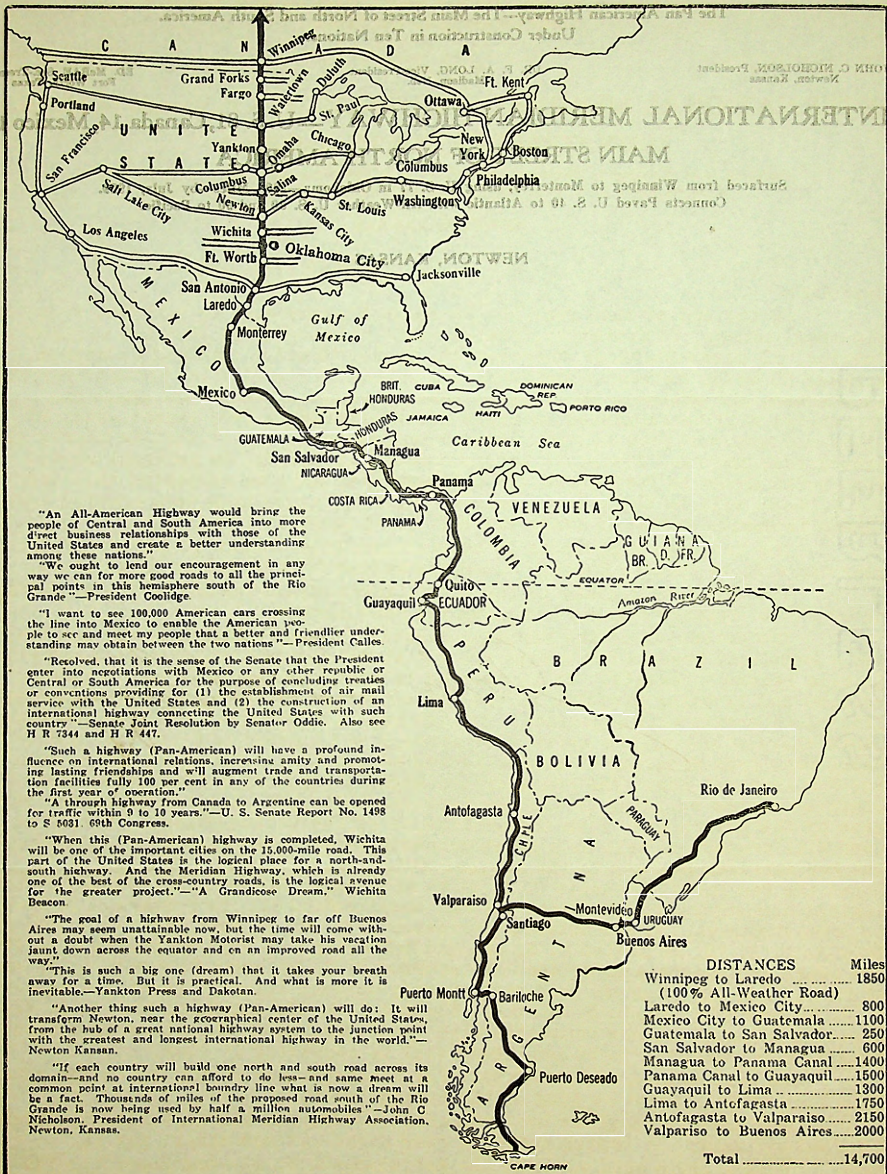 CANADA
Winnipeg
Seattle
Grand Forks
Fargo
Watertown
Duluth
Ft. Kent
Portland
Ottawa
St. Paul
UNITED
STATES
Yankton
Omaha
Chicago
New
York
Boston
San Francisco
Columbus
Columbus
Philadelphia
Salt Lake City
Salina
Newton
Kansas City
St. Louis
Washington
Los Angeles
Wichita
Oklahoma City
Ft. Worth
Jacksonville
San Antonio
Laredo
MEXICO
Monterrey
Gulf of
Mexico
Mexico
BRIT.
HONDURAS
CUBA
DOMINICAN
REP.
HAITI
PORTO RICO
JAMAICA
GUATEMALA
HONDURAS
Caribbean Sea
San Salvador
Managua
NICARAGUA
COSTA RICA
Panama
PANAMA
COLOMBIA
VENEZUELA
GUIANA
BR. D. FR.
EQUATOR
Quito
Guayaquil
ECUADOR
Amazon River
PERU
BRAZIL
Lima
BOLIVIA
Rio de Janeiro
Antofagasta
CHILE
PARAGUAY
ARGENTINA
Valparaiso
Santiago
Montevideo
URUGUAY
Buenos Aires
Puerto Montt
Bariloche
Puerto Deseado
CAPE HORN
"An All-American Highway would bring the
people of Central and South America into more
direct business relationships with those of the
United States and create a better understanding
among these nations."
"We ought to lend our encouragement in any
way we can for more good roads to all the princi-
pal points in this hemisphere south of the Rio
Grande"—President Coolidge.
"I want to see 100,000 American cars crossing
the line into Mexico to enable the American peo-
ple to see and meet my people that a better and friendlier under-
standing may obtain between the two nations"—President Calles.
"Resolved, that it is the sense of the Senate that the President
enter into negotiations with Mexico or any other republic or
Central or South America for the purpose of concluding treaties
or conventions providing for (1) the establishment of air mail
service with the United States and (2) the construction of an
international highway connecting the United States with such
country"—Senate Joint Resolution by Senator Oddie. Also see
H R 7344 and H R 447.
"Such a highway (Pan-American) will have a profound in-
fluence on international relations, increasing amity and promot-
ing lasting friendships and will augment trade and transporta-
tion facilities fully 100 per cent in any of the countries during
the first year of operation."
"A through highway from Canada to Argentine can be opened
for traffic within 9 to 10 years."—U. S. Senate Report No. 1498
to S 5031. 69th Congress.
"When this (Pan-American) highway is completed, Wichita
will be one of the important cities on the 15,000-mile road. This
part of the United States is the logical place for a north-and-
south highway. And the Meridian Highway, which is already
one of the best of the cross-country roads, is the logical avenue
for the greater project."—"A Grandicose Dream," Wichita
Beacon.
"The goal of a highway from Winnipeg to far off Buenos
Aires may seem unattainable now, but the time will come with-
out a doubt when the Yankton Motorist may take his vacation
jaunt down across the equator and on an improved road all the
way."
"This is such a big one (dream) that it takes your breath
away for a time. But it is practical. And what is more it is
inevitable.—Yankton Press and Dakotan.
"Another thing such a highway (Pan-American) will do: It will
transform Newton, near the geographical center of the United States,
from the hub of a great national highway system to the junction point
with the greatest and longest international highway in the world."—
Newton Kansan.
"If each country will build one north and south road across its
domain—and no country can afford to do less—and same meet at a
common point at international boundry line what is now a dream will
be a fact. Thousands of miles of the proposed road south of the Rio
Grande is now being used by half a million automobiles"—John C
Nicholson, President of International Meridian Highway Association,
Newton, Kansas.
DISTANCES Miles
Winnipeg to Laredo 1850
(100% All-Weather Road)
Laredo to Mexico City 800
Mexico City to Guatemala 1100
Guatemala to San Salvador 250
San Salvador to Managua 600
Managua to Panama Canal 1400
Panama Canal to Guayaquil 1500
Guayaquil to Lima 1300
Lima to Antofagasta 1750
Antofagasta to Valparaiso 2150
Valpariso to Buenos Aires 2000
Total 14,700